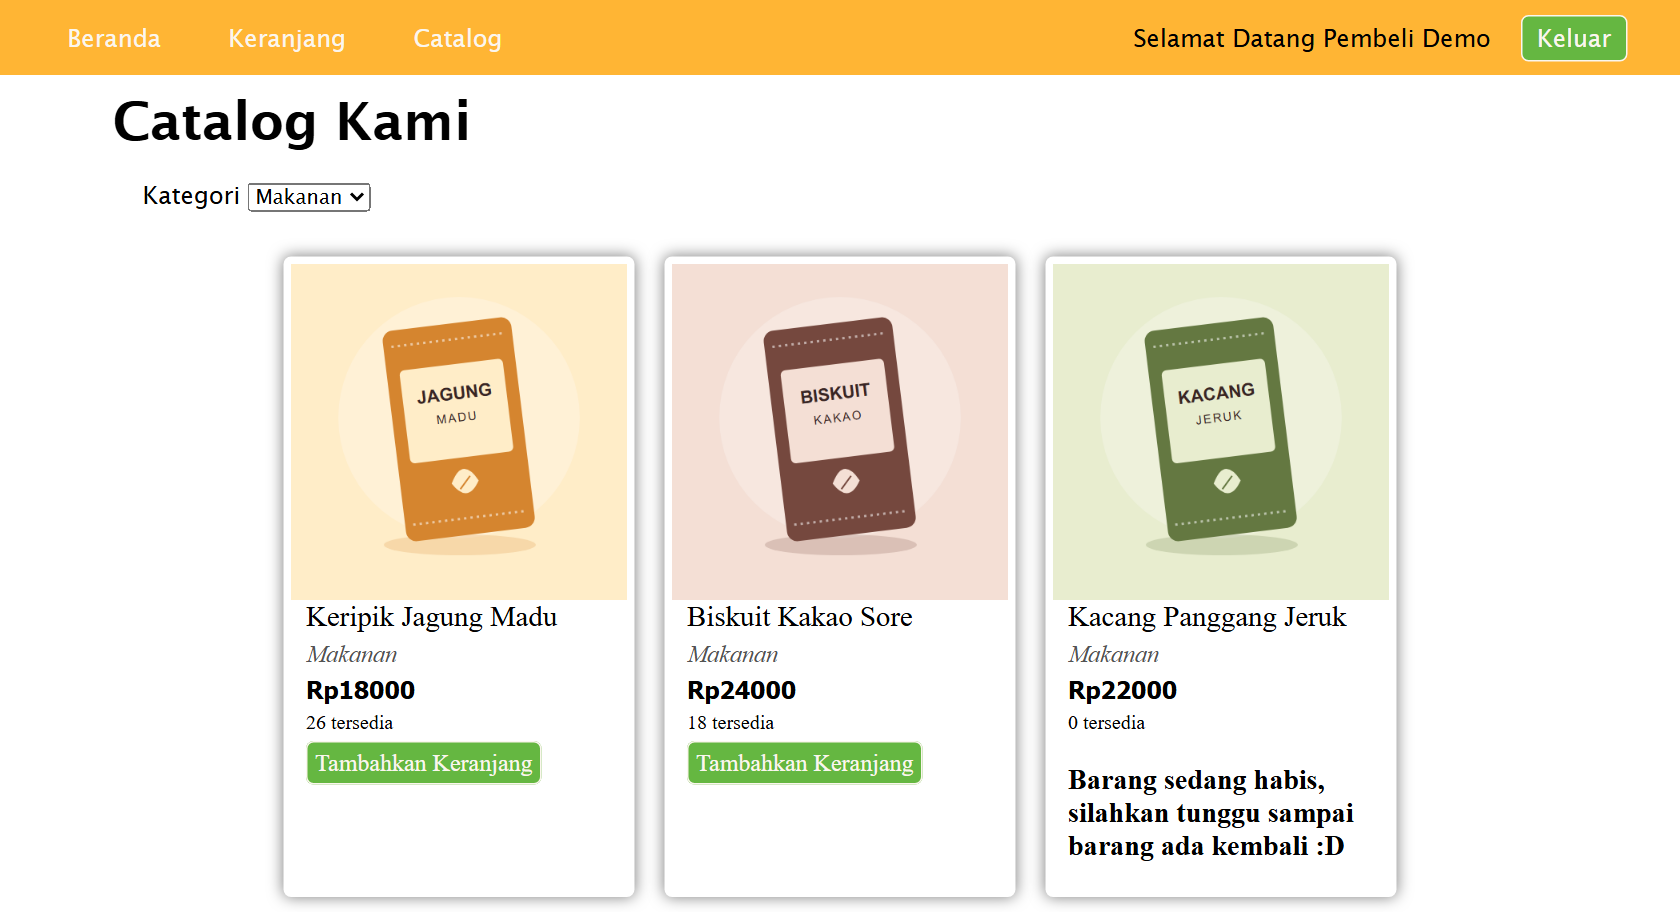 Beranda Keranjang Catalog Selamat Datang Pembeli Demo Keluar
Catalog Kami
Kategori Makanan
JAGUNG
MADU
Keripik Jagung Madu
Makanan
Rp18000
26 tersedia
Tambahkan Keranjang
BISKUIT
KAKAO
Biskuit Kakao Sore
Makanan
Rp24000
18 tersedia
Tambahkan Keranjang
KACANG
JERUK
Kacang Panggang Jeruk
Makanan
Rp22000
0 tersedia
Barang sedang habis,
silahkan tunggu sampai
barang ada kembali :D